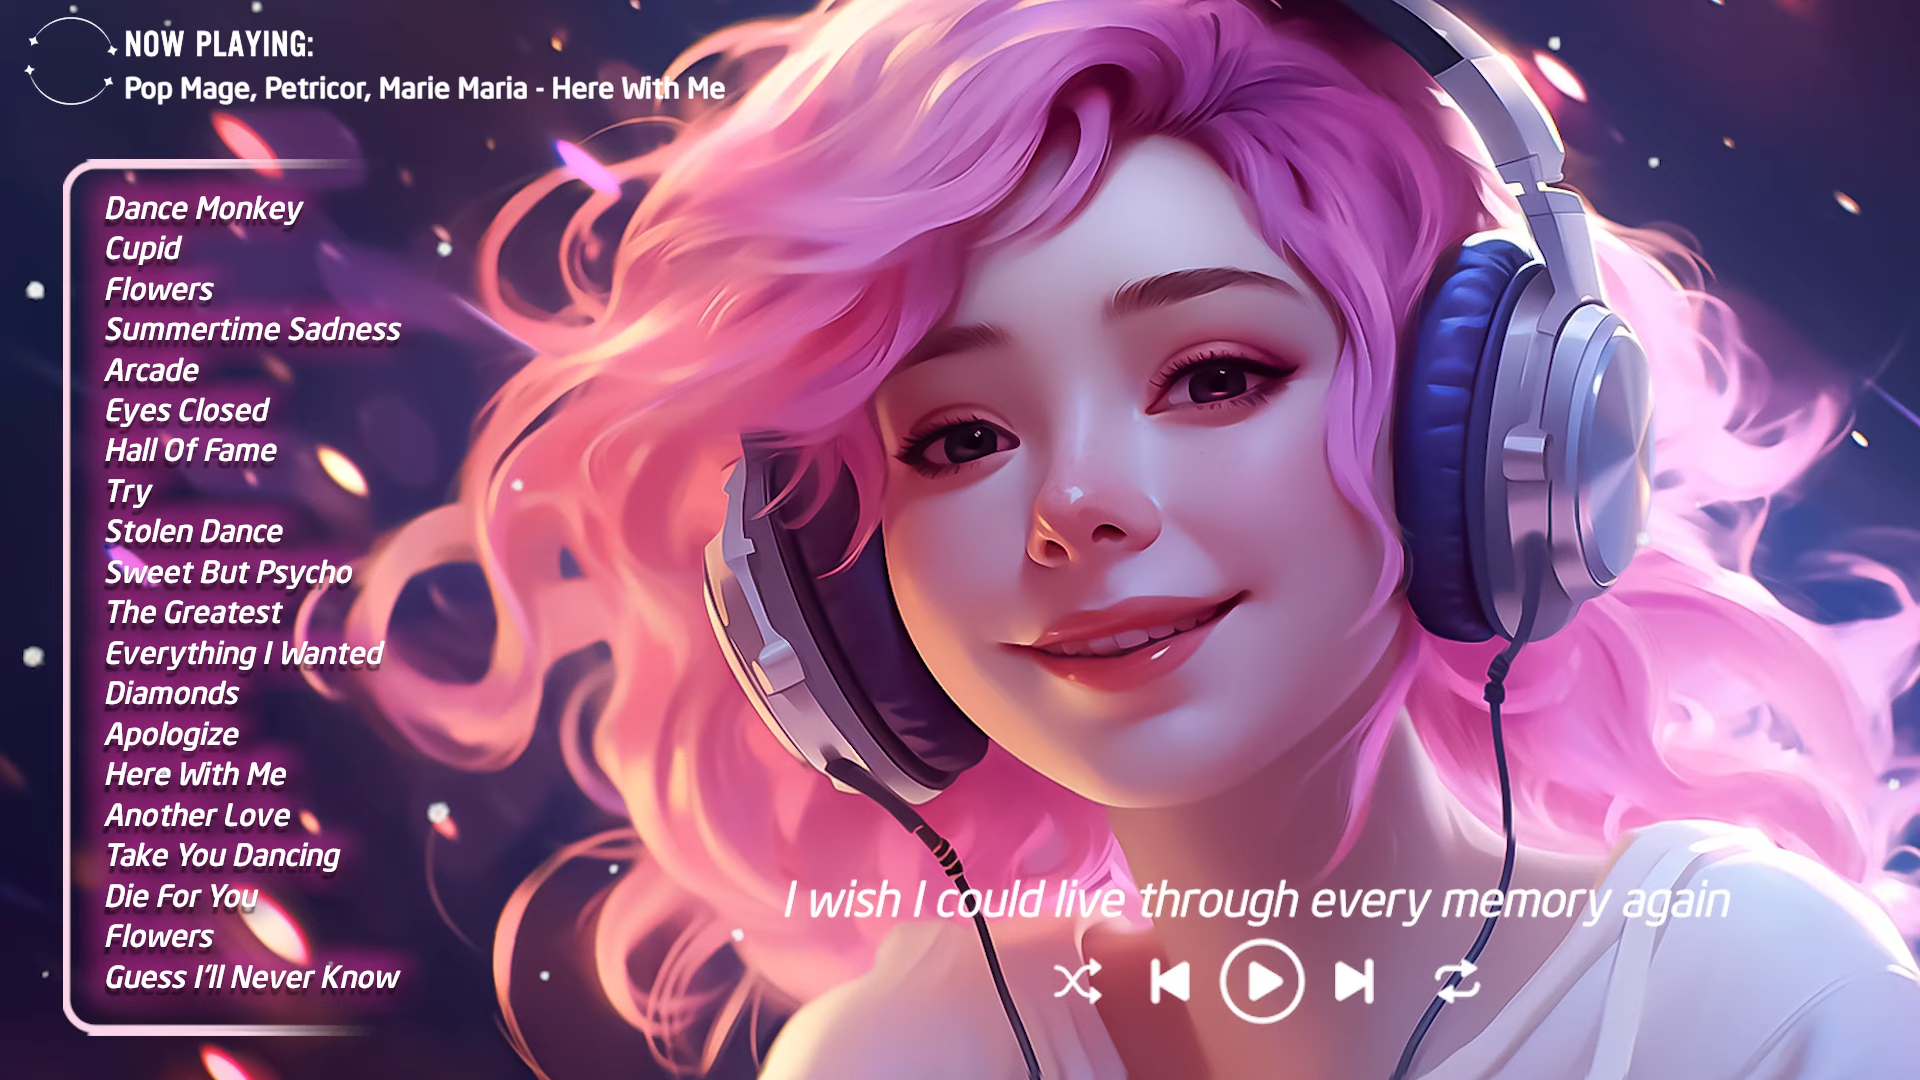 NOW PLAYING:
Pop Mage, Petricor, Marie Maria - Here With Me
Dance Monkey
Cupid
Flowers
Summertime Sadness
Arcade
Eyes Closed
Hall Of Fame
Try
Stolen Dance
Sweet But Psycho
The Greatest
Everything I Wanted
Diamonds
Apologize
Here With Me
Another Love
Take You Dancing
Die For You
Flowers
Guess I'll Never Know
I wish I could live through every memory again